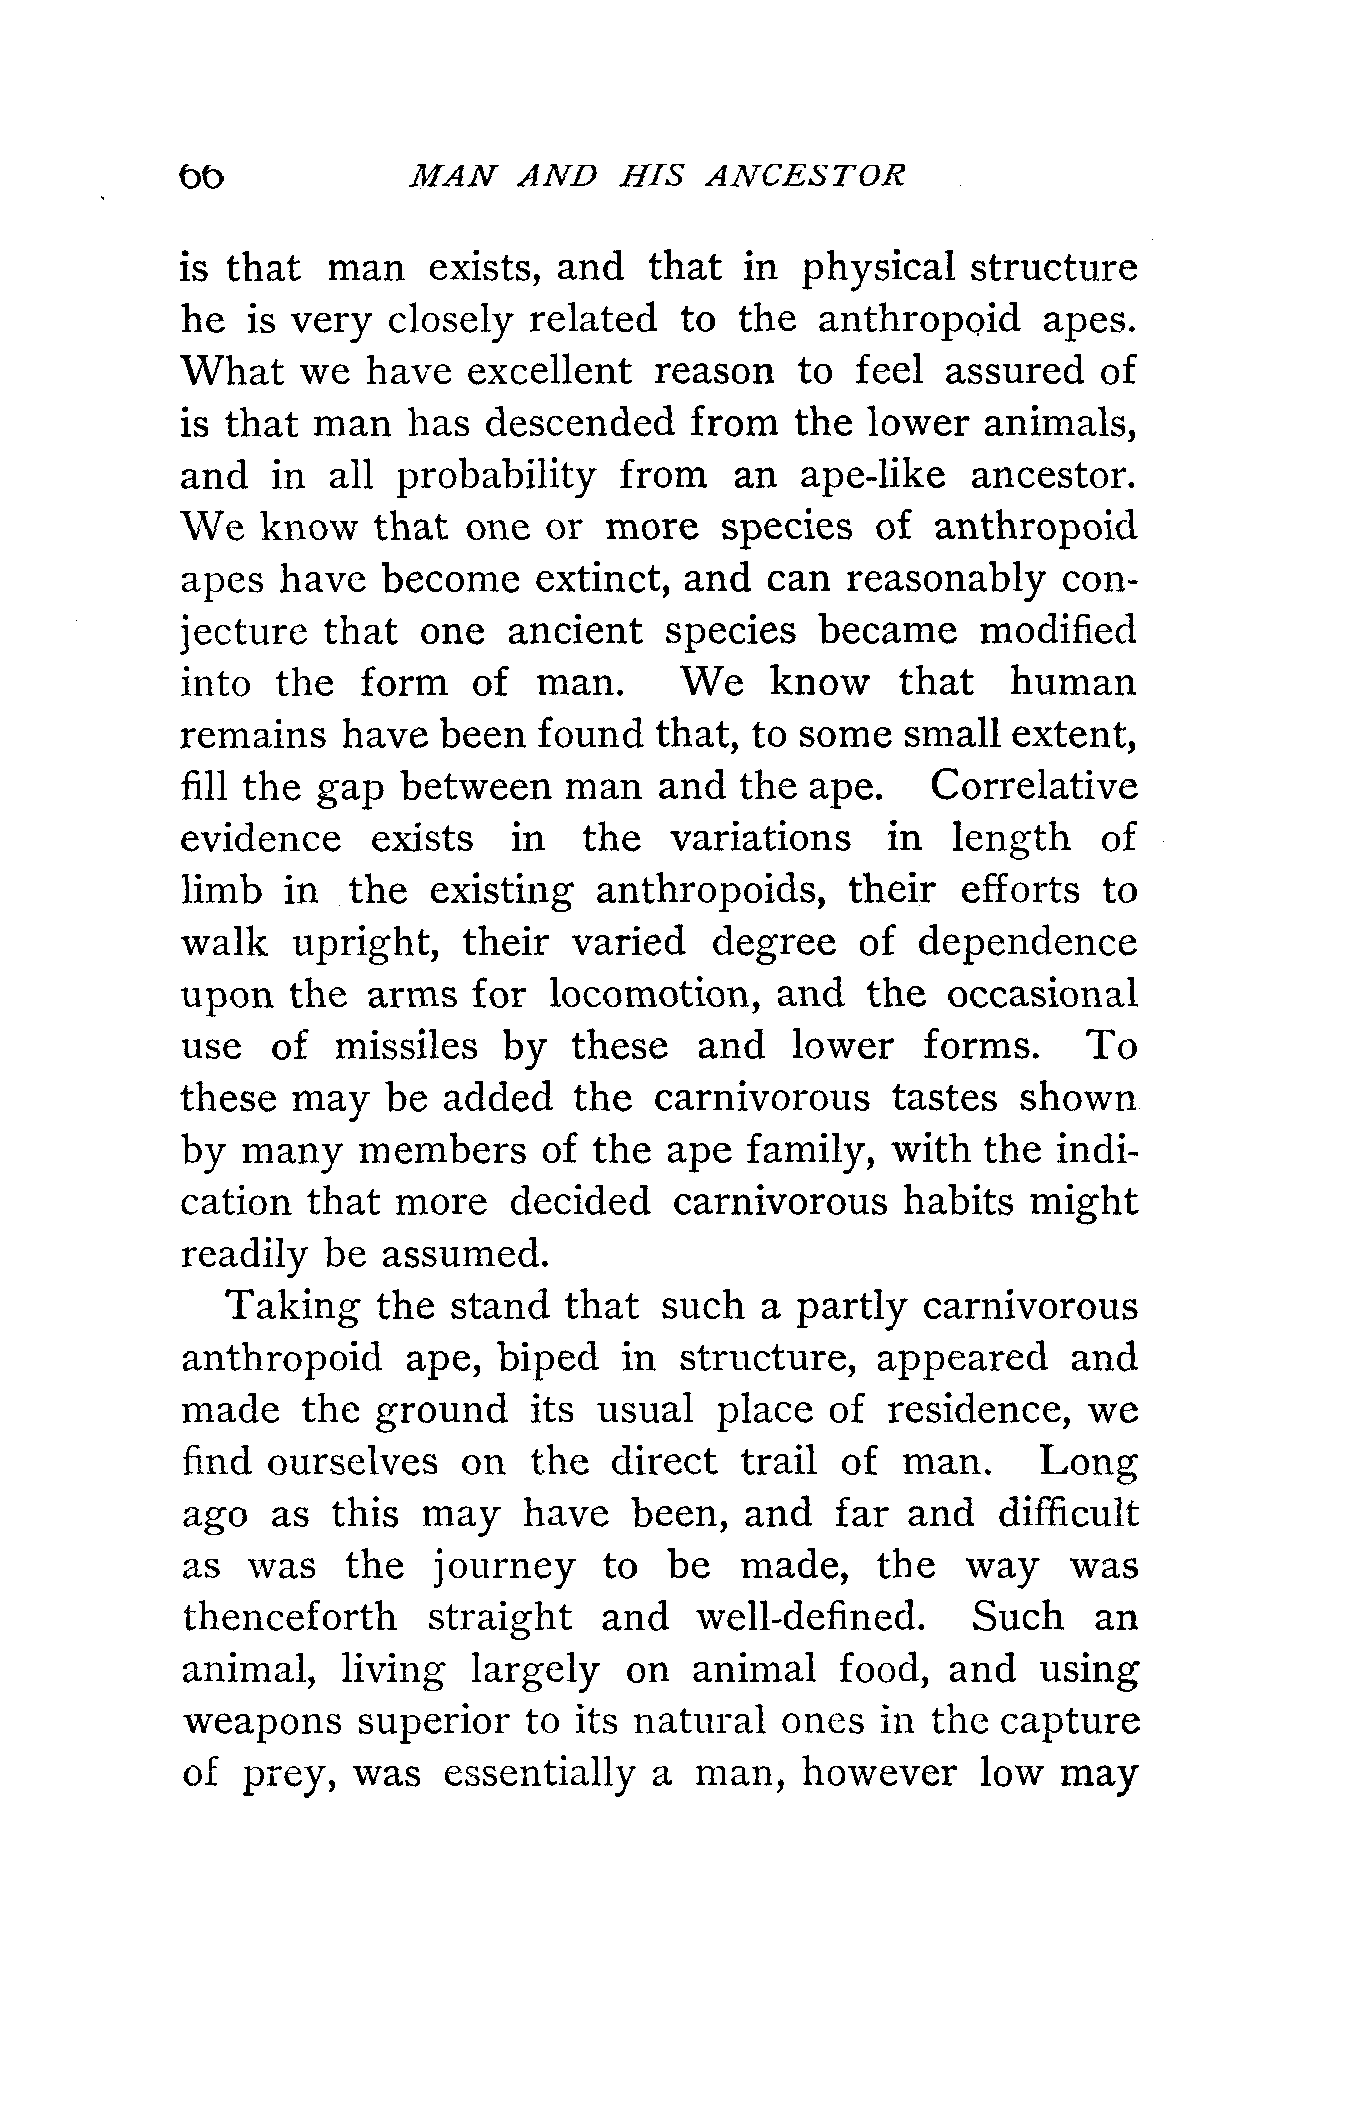 66 MAN AND HIS ANCESTOR
is that man exists, and that in physical structure
he is very closely related to the anthropoid apes.
What we have excellent reason to feel assured of
is that man has descended from the lower animals,
and in all probability from an ape-like ancestor.
We know that one or more species of anthropoid
apes have become extinct, and can reasonably con-
jecture that one ancient species became modified
into the form of man. We know that human
remains have been found that, to some small extent,
fill the gap between man and the ape. Correlative
evidence exists in the variations in length of
limb in the existing anthropoids, their efforts to
walk upright, their varied degree of dependence
upon the arms for locomotion, and the occasional
use of missiles by these and lower forms. To
these may be added the carnivorous tastes shown
by many members of the ape family, with the indi-
cation that more decided carnivorous habits might
readily be assumed.
Taking the stand that such a partly carnivorous
anthropoid ape, biped in structure, appeared and
made the ground its usual place of residence, we
find ourselves on the direct trail of man. Long
ago as this may have been, and far and difficult
as was the journey to be made, the way was
thenceforth straight and well-defined. Such an
animal, living largely on animal food, and using
weapons superior to its natural ones in the capture
of prey, was essentially a man, however low may